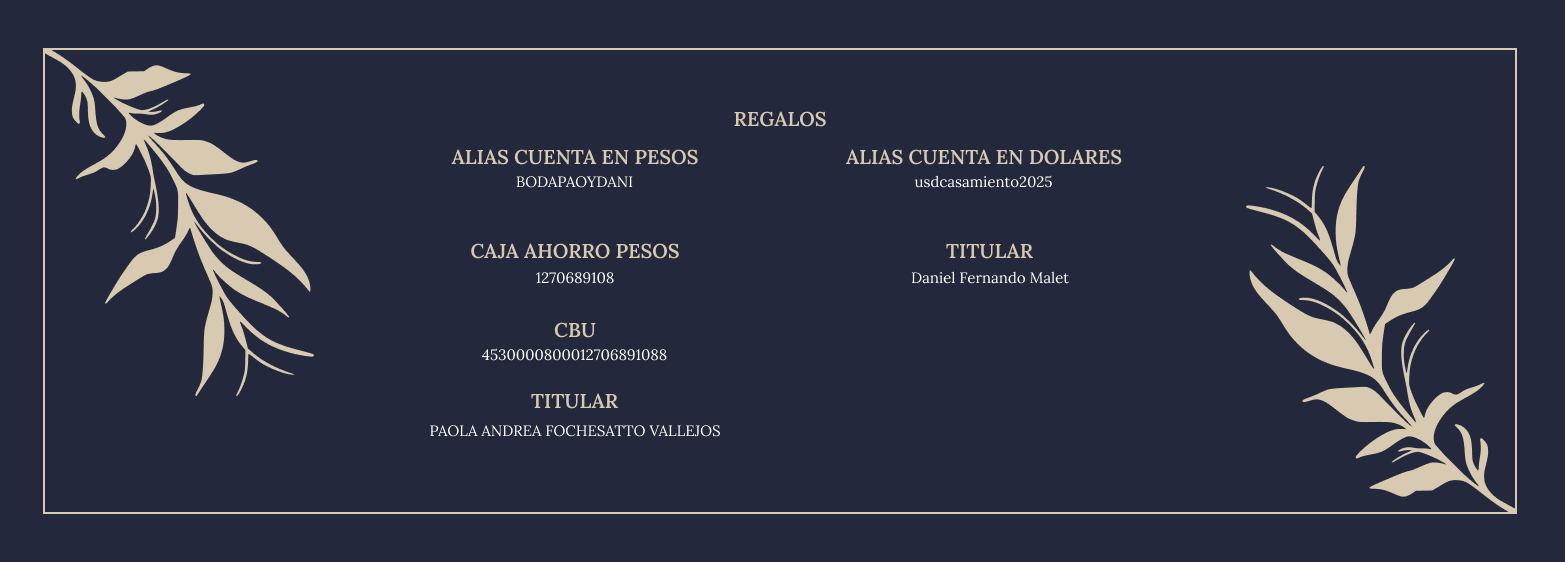 REGALOS
ALIAS CUENTA EN PESOS
BODAPAOYDANI
CAJA AHORRO PESOS
1270689108
CBU
4530000800012706891088
TITULAR
PAOLA ANDREA FOCHESATTO VALLEJOS
ALIAS CUENTA EN DOLARES
usdcasamiento2025
TITULAR
Daniel Fernando Malet